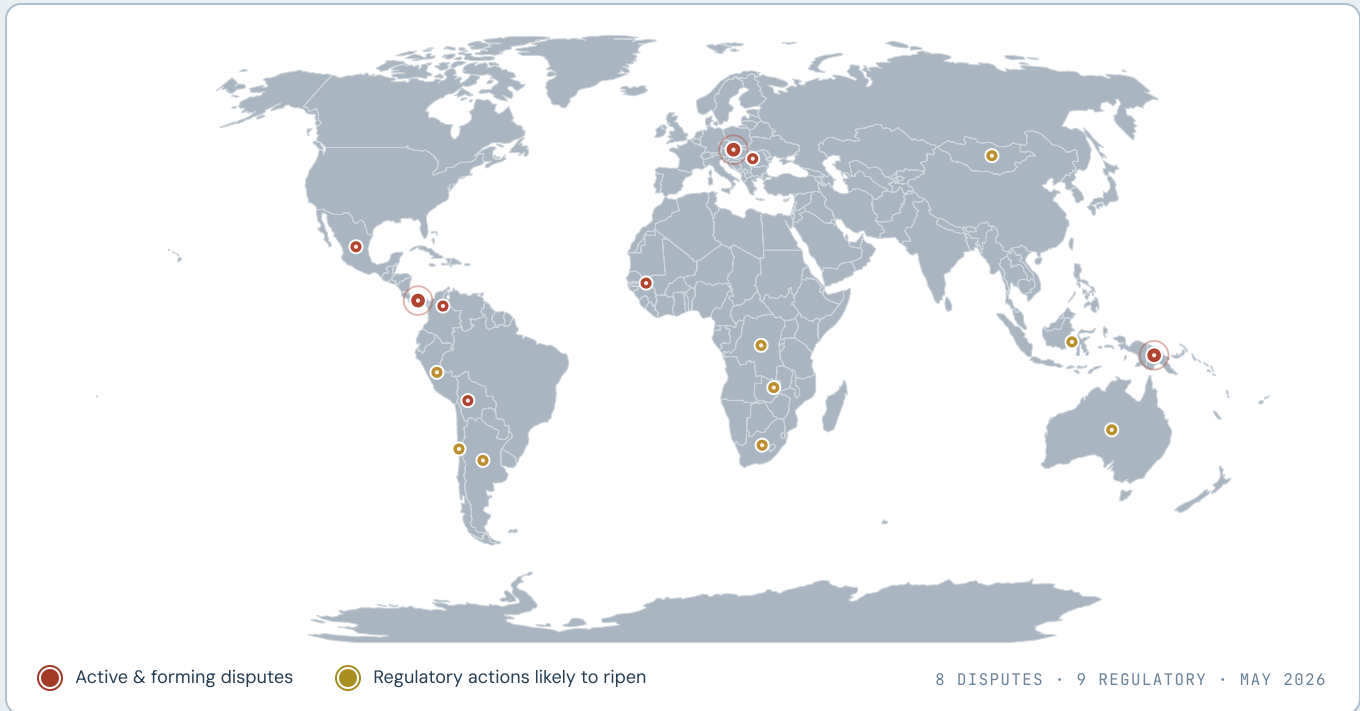 Active & forming disputes
Regulatory actions likely to ripen
8 DISPUTES · 9 REGULATORY · MAY 2026